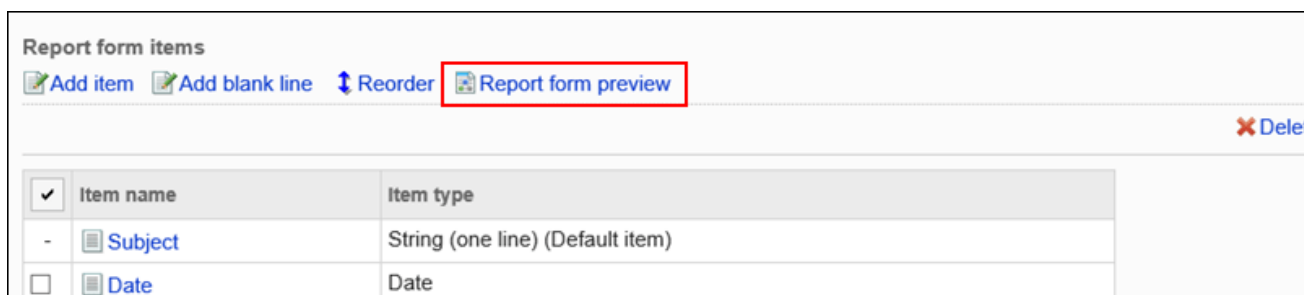 Report form items
Add item Add blank line Reorder Report form preview
Dele
Item name Item type
- Subject String (one line) (Default item)
Date Date